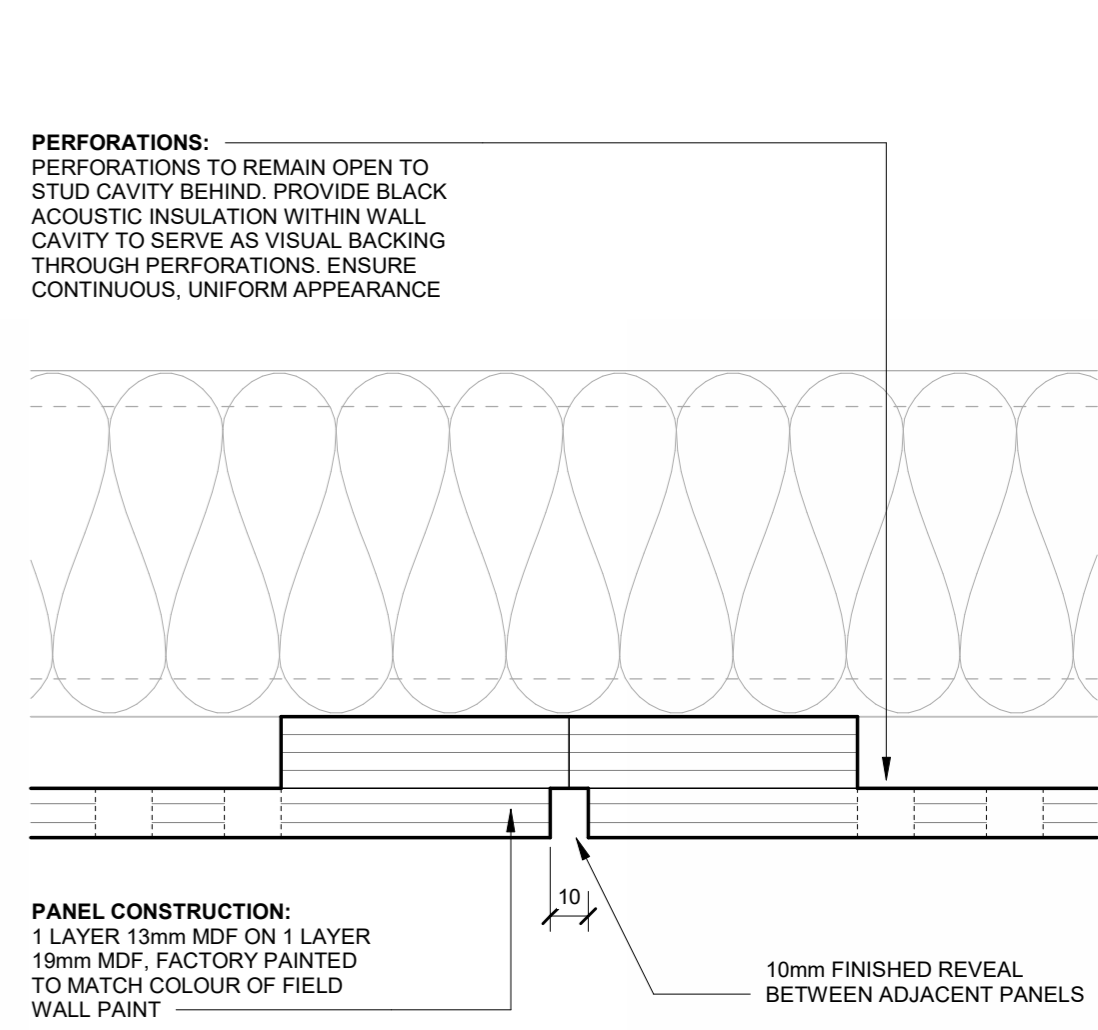 PERFORATIONS:
PERFORATIONS TO REMAIN OPEN TO
STUD CAVITY BEHIND. PROVIDE BLACK
ACOUSTIC INSULATION WITHIN WALL
CAVITY TO SERVE AS VISUAL BACKING
THROUGH PERFORATIONS. ENSURE
CONTINUOUS, UNIFORM APPEARANCE
10
PANEL CONSTRUCTION:
1 LAYER 13mm MDF ON 1 LAYER
19mm MDF, FACTORY PAINTED
TO MATCH COLOUR OF FIELD
WALL PAINT
10mm FINISHED REVEAL
BETWEEN ADJACENT PANELS